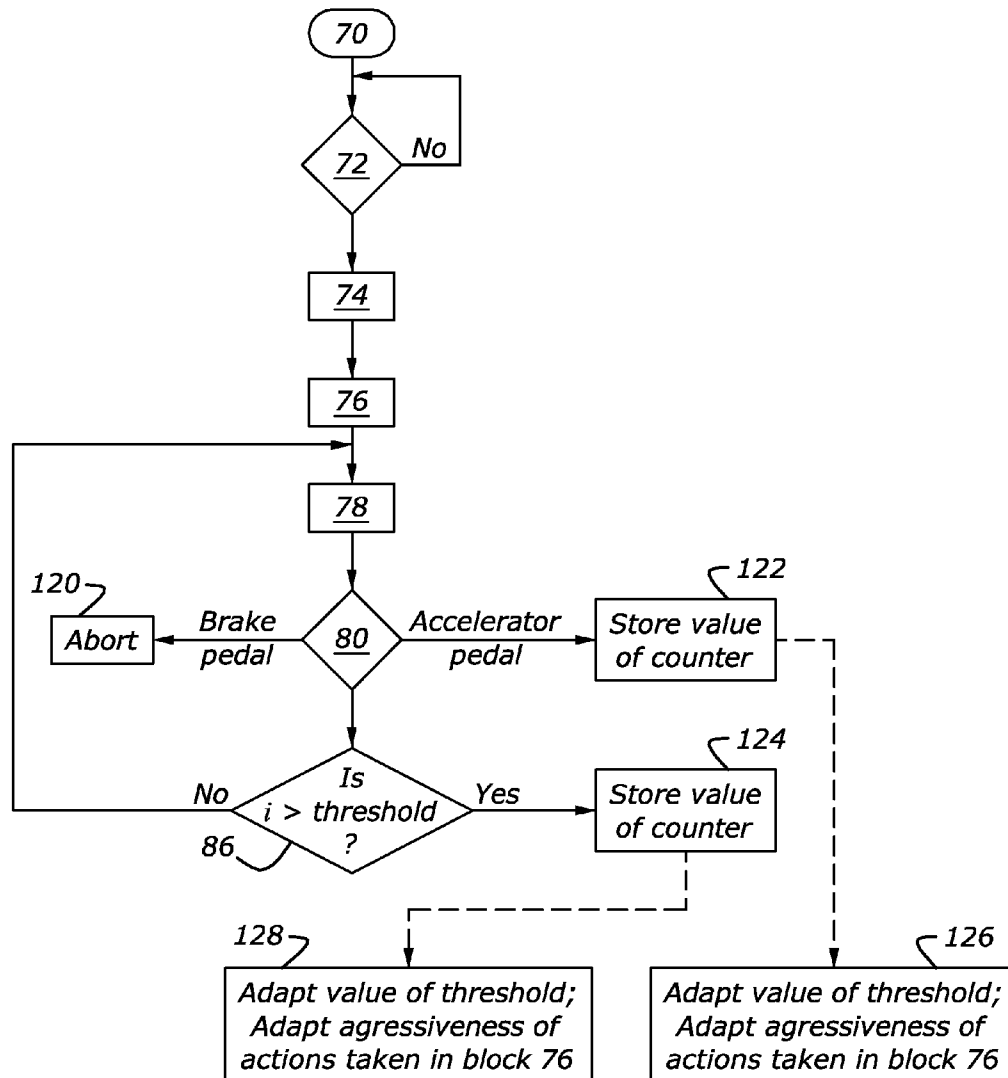 70
72
No
74
76
78
120
Abort
Brake
pedal
80
Accelerator
pedal
122
Store value
of counter
No
Is
i > threshold
?
86
Yes
124
Store value
of counter
128
Adapt value of threshold;
Adapt agressiveness of
actions taken in block 76
126
Adapt value of threshold;
Adapt agressiveness of
actions taken in block 76